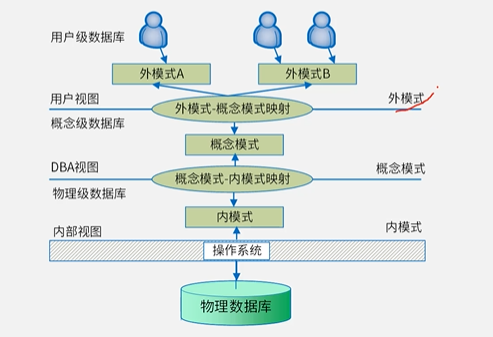 用户级数据库
外模式A
外模式B
用户视图
外模式-概念模式映射
外模式
概念级数据库
概念模式
DBA视图
概念模式-内模式映射
概念模式
物理级数据库
内模式
内部视图
内模式
操作系统
物理数据库